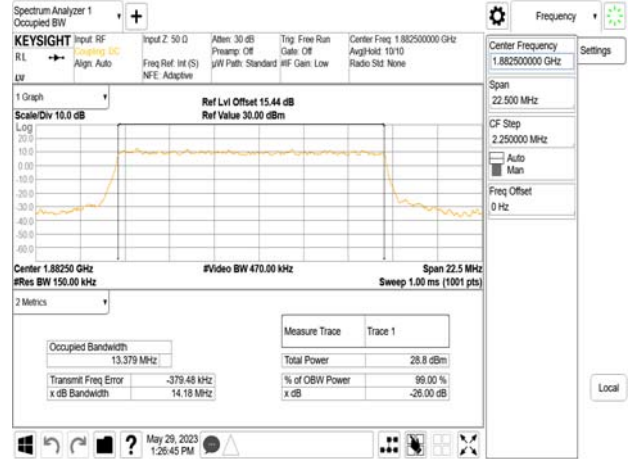 Spectrum Analyzer 1
Occupied BW
Frequency
KEYSIGHT
Input: RF
Coupling: DC
Align: Auto
Input Z: 50 Ω
Freq Ref: Int (S)
NFE: Adaptive
Atten: 30 dB
Preamp: Off
µW Path: Standard
Trig: Free Run
Gate: Off
#IF Gain: Low
Center Freq: 1.882500000 GHz
Avg|Hold: 10/10
Radio Std: None
RL
Center Frequency
1.882500000 GHz
Settings
Span
22.500 MHz
CF Step
2.250000 MHz
Auto
Man
Freq Offset
0 Hz
1 Graph
Scale/Div 10.0 dB
Ref Lvl Offset 15.44 dB
Ref Value 30.00 dBm
Log
20.0
10.0
0.00
-10.0
-20.0
-30.0
-40.0
-50.0
-60.0
Center 1.88250 GHz
#Res BW 150.00 kHz
#Video BW 470.00 kHz
Span 22.5 MHz
Sweep 1.00 ms (1001 pts)
2 Metrics
Measure Trace Trace 1
Occupied Bandwidth
13.379 MHz
Total Power 28.8 dBm
Transmit Freq Error -379.48 kHz
% of OBW Power 99.00 %
x dB Bandwidth 14.18 MHz
x dB -26.00 dB
Local
?
May 29, 2023
1:26:45 PM